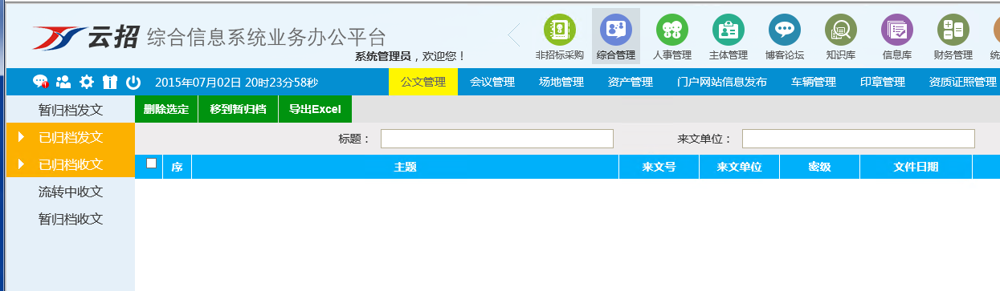 云招 综合信息系统业务办公平台
系统管理员，欢迎您！
非招标采购 综合管理 人事管理 主体管理 博客论坛 知识库 信息库 财务管理
2015年07月02日 20时23分58秒
公文管理 会议管理 场地管理 资产管理 门户网站信息发布 车辆管理 印章管理 资质证照管理
暂归档发文
已归档发文
已归档收文
流转中收文
暂归档收文
删除选定 移到暂归档 导出Excel
标题： 来文单位：
序 主题 来文号 来文单位 密级 文件日期